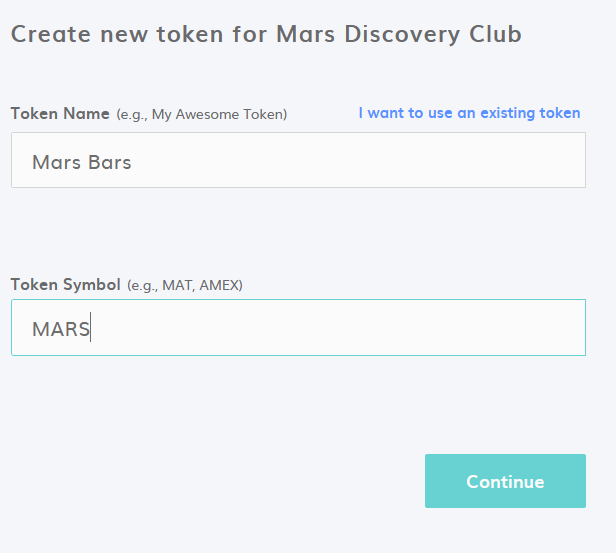 Create new token for Mars Discovery Club
Token Name (e.g., My Awesome Token) I want to use an existing token
Mars Bars
Token Symbol (e.g., MAT, AMEX)
MARS
Continue